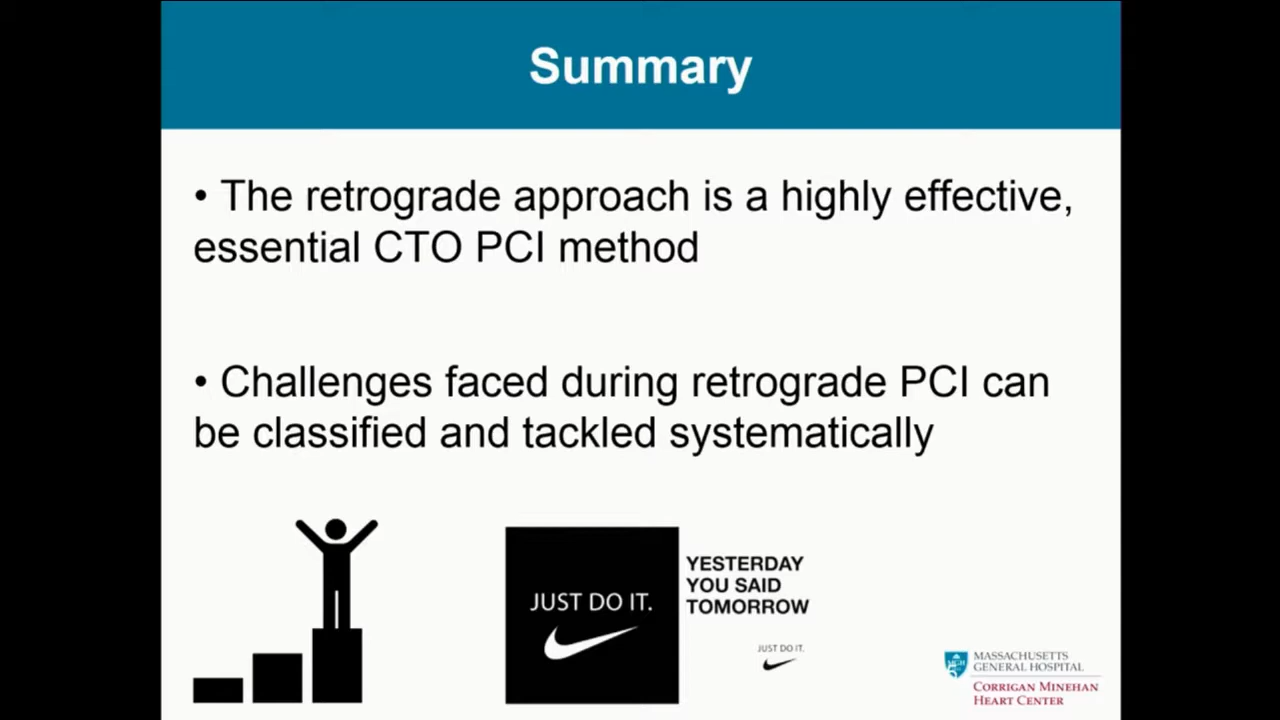 Summary
• The retrograde approach is a highly effective,
essential CTO PCI method
• Challenges faced during retrograde PCI can
be classified and tackled systematically
JUST DO IT.
YESTERDAY
YOU SAID
TOMORROW
JUST DO IT.
MGH
MASSACHUSETTS
GENERAL HOSPITAL
CORRIGAN MINEHAN
HEART CENTER